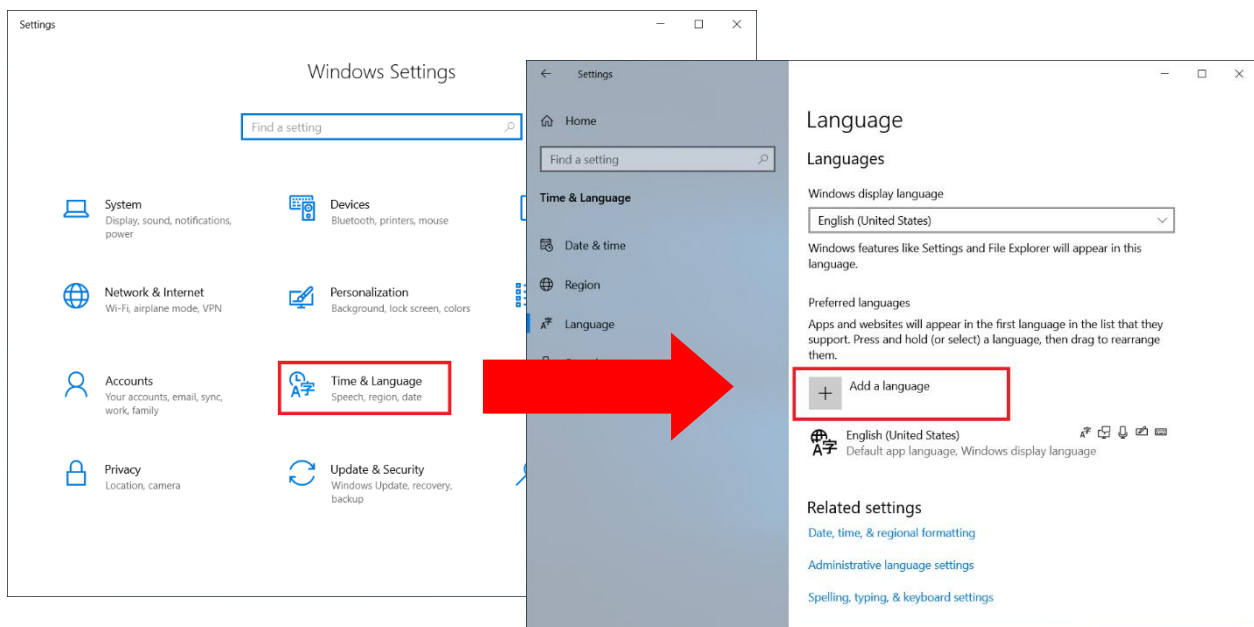 Settings
Windows Settings
Find a setting
System
Display, sound, notifications,
power
Devices
Bluetooth, printers, mouse
Network & Internet
Wi-Fi, airplane mode, VPN
Personalization
Background, lock screen, colors
Accounts
Your accounts, email, sync,
work, family
Time & Language
Speech, region, date
Privacy
Location, camera
Update & Security
Windows Update, recovery,
backup
Settings
Home
Find a setting
Time & Language
Date & time
Region
Language
Language
Languages
Windows display language
English (United States)
Windows features like Settings and File Explorer will appear in this
language.
Preferred languages
Apps and websites will appear in the first language in the list that they
support. Press and hold (or select) a language, then drag to rearrange
them.
Add a language
English (United States)
Default app language, Windows display language
Related settings
Date, time, & regional formatting
Administrative language settings
Spelling, typing, & keyboard settings